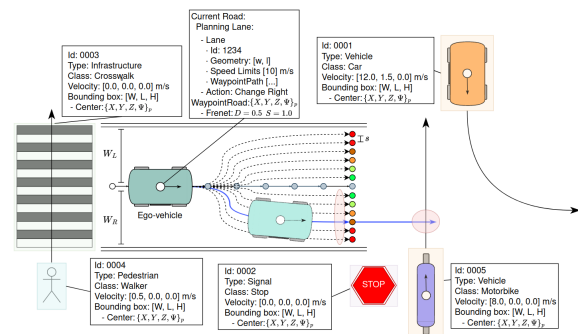 Current Road:
Planning Lane:
- Lane
- Id: 1234
- Geometry: [w, l]
- Speed Limits [10] m/s
- WaypointPath [...]
- Action: Change Right
WaypointRoad:{X, Y, Z, Ψ}p
- Frenet: D = 0.5 S = 1.0
Id: 0003
Type: Infrastructure
Class: Crosswalk
Velocity: [0.0, 0.0, 0.0] m/s
Bounding box: [W, L, H]
- Center:{X, Y, Z, Ψ}p
Id: 0001
Type: Vehicle
Class: Car
Velocity: [12.0, 1.5, 0.0] m/s
Bounding box: [W, L, H]
- Center:{X, Y, Z, Ψ}p
WL
s
WR
Ego-vehicle
Id: 0004
Type: Pedestrian
Class: Walker
Velocity: [0.5, 0.0, 0.0] m/s
Bounding box: [W, L, H]
- Center:{X, Y, Z, Ψ}p
Id: 0002
Type: Signal
Class: Stop
Velocity: [0.0, 0.0, 0.0] m/s
Bounding box: [W, L, H]
- Center:{X, Y, Z, Ψ}p
STOP
Id: 0005
Type: Vehicle
Class: Motorbike
Velocity: [8.0, 0.0, 0.0] m/s
Bounding box: [W, L, H]
- Center:{X, Y, Z, Ψ}p